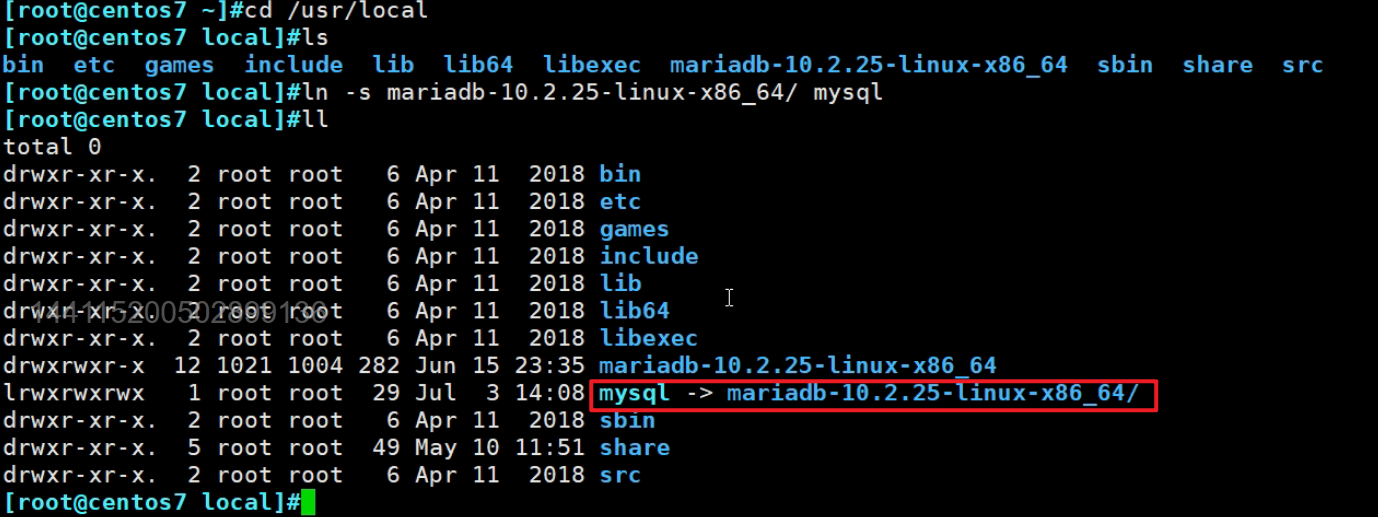 [root@centos7 ~]#cd /usr/local
[root@centos7 local]#ls
bin  etc  games  include  lib  lib64  libexec  mariadb-10.2.25-linux-x86_64  sbin  share  src
[root@centos7 local]#ln -s mariadb-10.2.25-linux-x86_64/ mysql
[root@centos7 local]#ll
total 0
drwxr-xr-x.  2 root root   6 Apr 11  2018 bin
drwxr-xr-x.  2 root root   6 Apr 11  2018 etc
drwxr-xr-x.  2 root root   6 Apr 11  2018 games
drwxr-xr-x.  2 root root   6 Apr 11  2018 include
drwxr-xr-x.  2 root root   6 Apr 11  2018 lib
drwxr-xr-x.  2 root root   6 Apr 11  2018 lib64
drwxr-xr-x.  2 root root   6 Apr 11  2018 libexec
drwxrwxr-x  12 1021 1004 282 Jun 15 23:35 mariadb-10.2.25-linux-x86_64
lrwxrwxrwx   1 root root  29 Jul  3 14:08 mysql -> mariadb-10.2.25-linux-x86_64/
drwxr-xr-x.  2 root root   6 Apr 11  2018 sbin
drwxr-xr-x.  5 root root  49 May 10 11:51 share
drwxr-xr-x.  2 root root   6 Apr 11  2018 src
[root@centos7 local]#